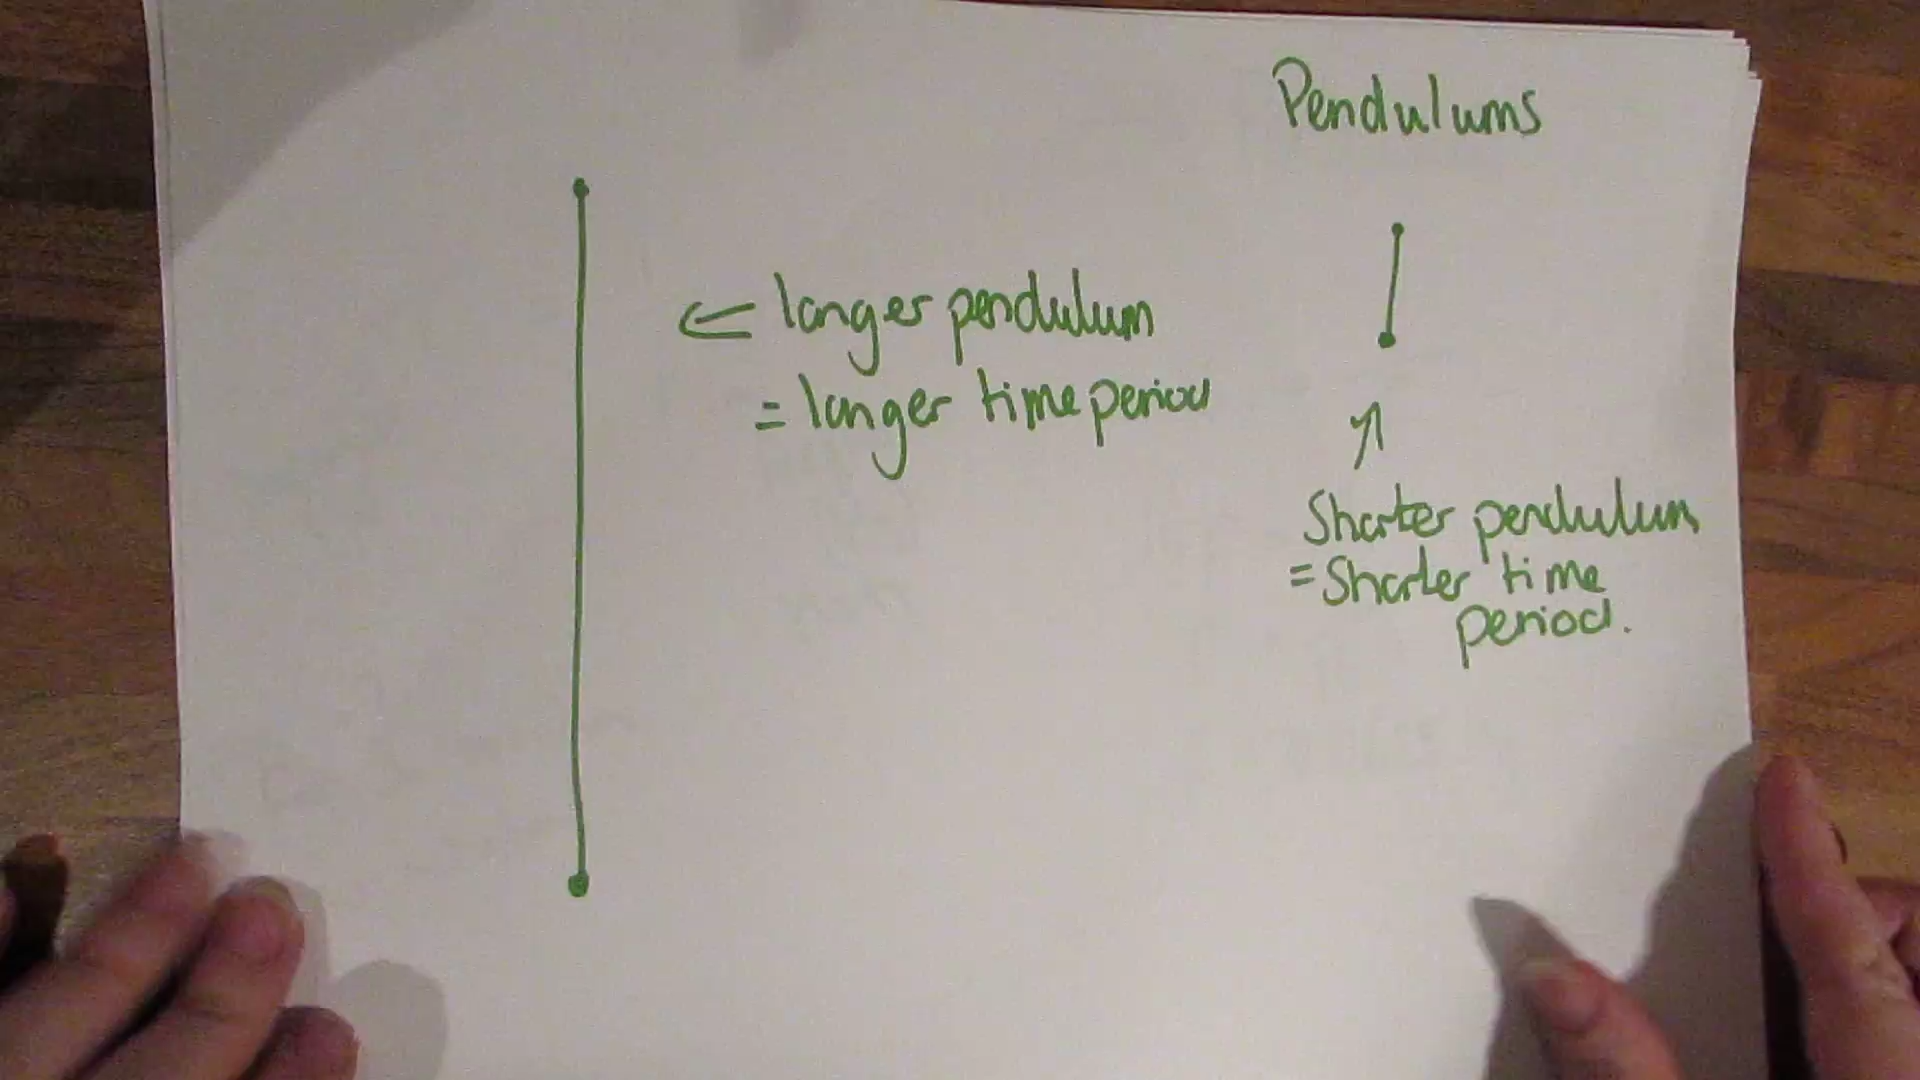 Pendulums
longer pendulum
= longer time period
Shorter pendulum
= Shorter time
period.